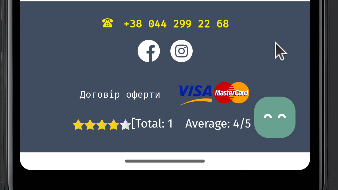 ☎ +38 044 299 22 68
Договір оферти VISA MasterCard
[Total: 1 Average: 4/5